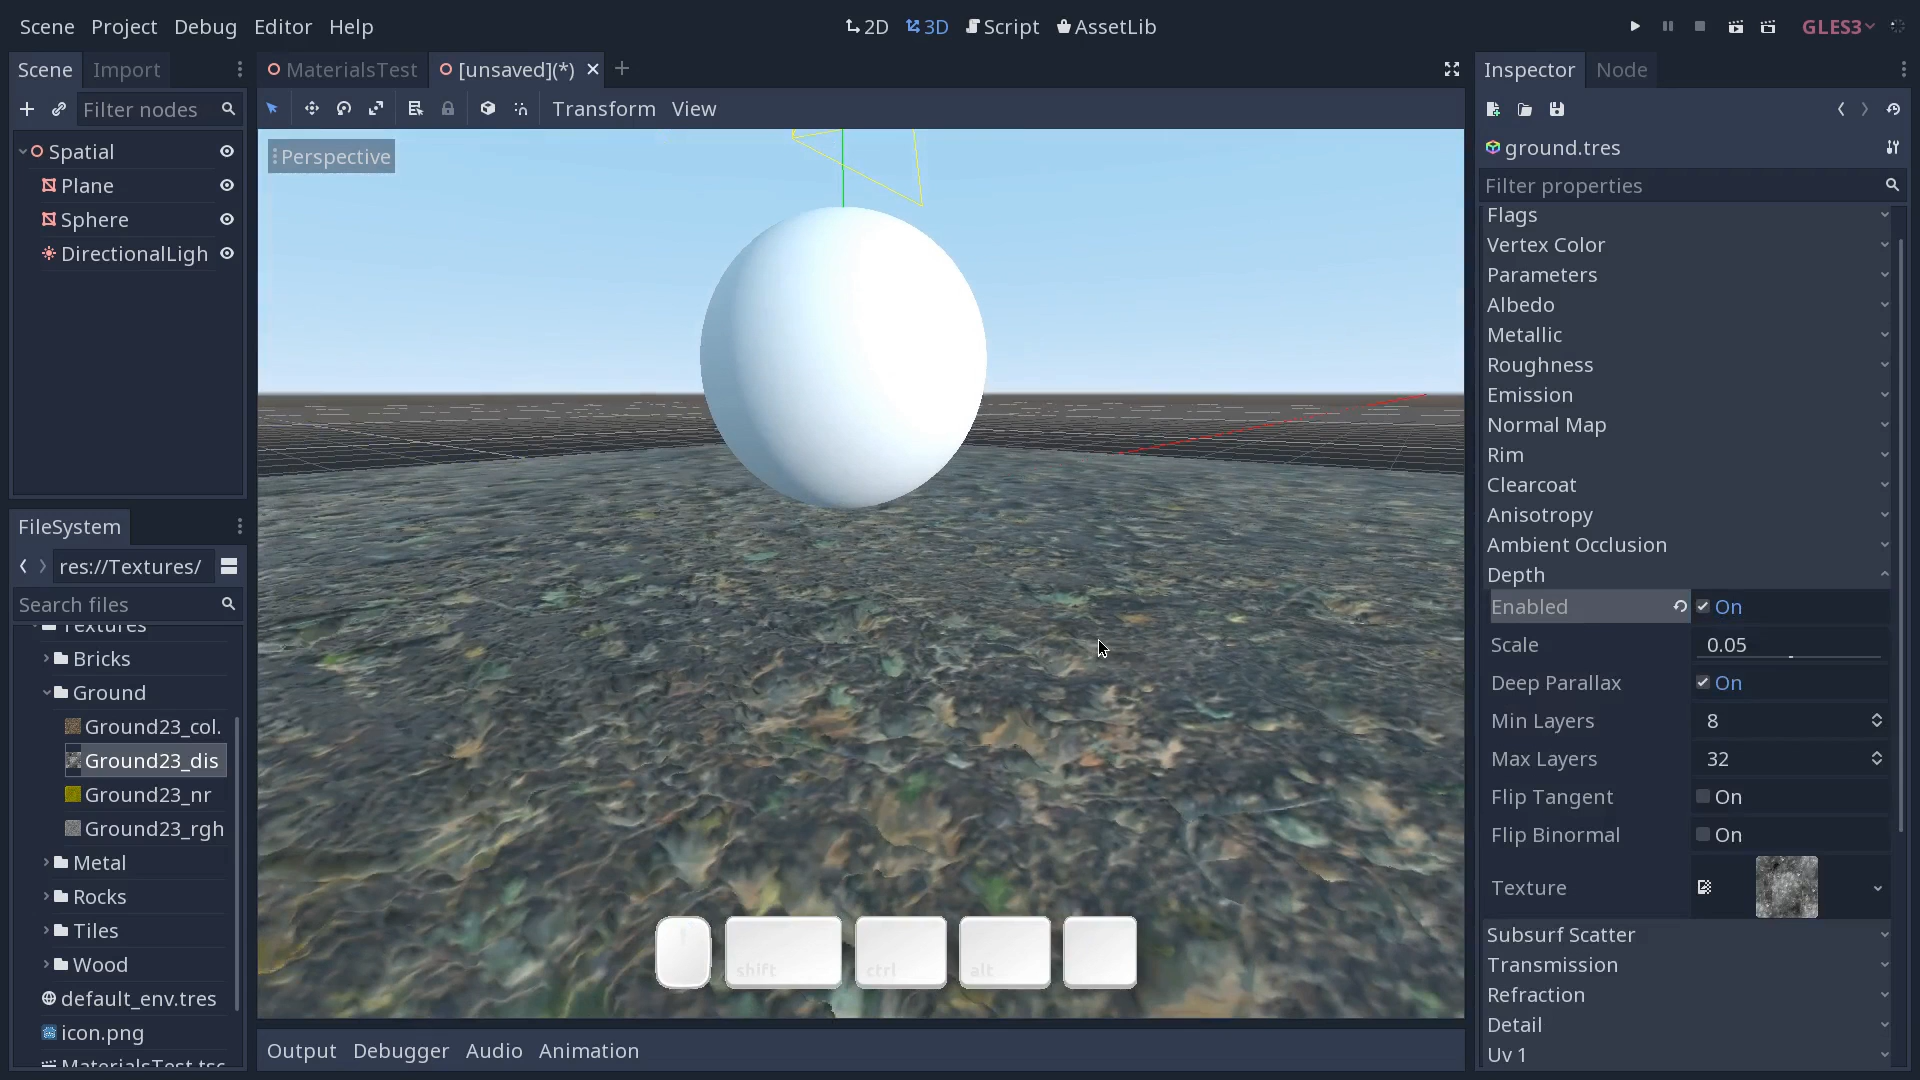 Scene Project Debug Editor Help
2D 3D Script AssetLib
GLES3
Scene Import
Filter nodes
Spatial
Plane
Sphere
DirectionalLigh
FileSystem
res://Textures/
Search files
Textures
Bricks
Ground
Ground23_col.
Ground23_dis
Ground23_nr
Ground23_rgh
Metal
Rocks
Tiles
Wood
default_env.tres
icon.png
MaterialsTest.tsc
MaterialsTest [unsaved](*)
Transform View
Perspective
shift ctrl alt
Output Debugger Audio Animation
Inspector Node
ground.tres
Filter properties
Flags
Vertex Color
Parameters
Albedo
Metallic
Roughness
Emission
Normal Map
Rim
Clearcoat
Anisotropy
Ambient Occlusion
Depth
Enabled On
Scale 0.05
Deep Parallax On
Min Layers 8
Max Layers 32
Flip Tangent On
Flip Binormal On
Texture
Subsurf Scatter
Transmission
Refraction
Detail
Uv 1